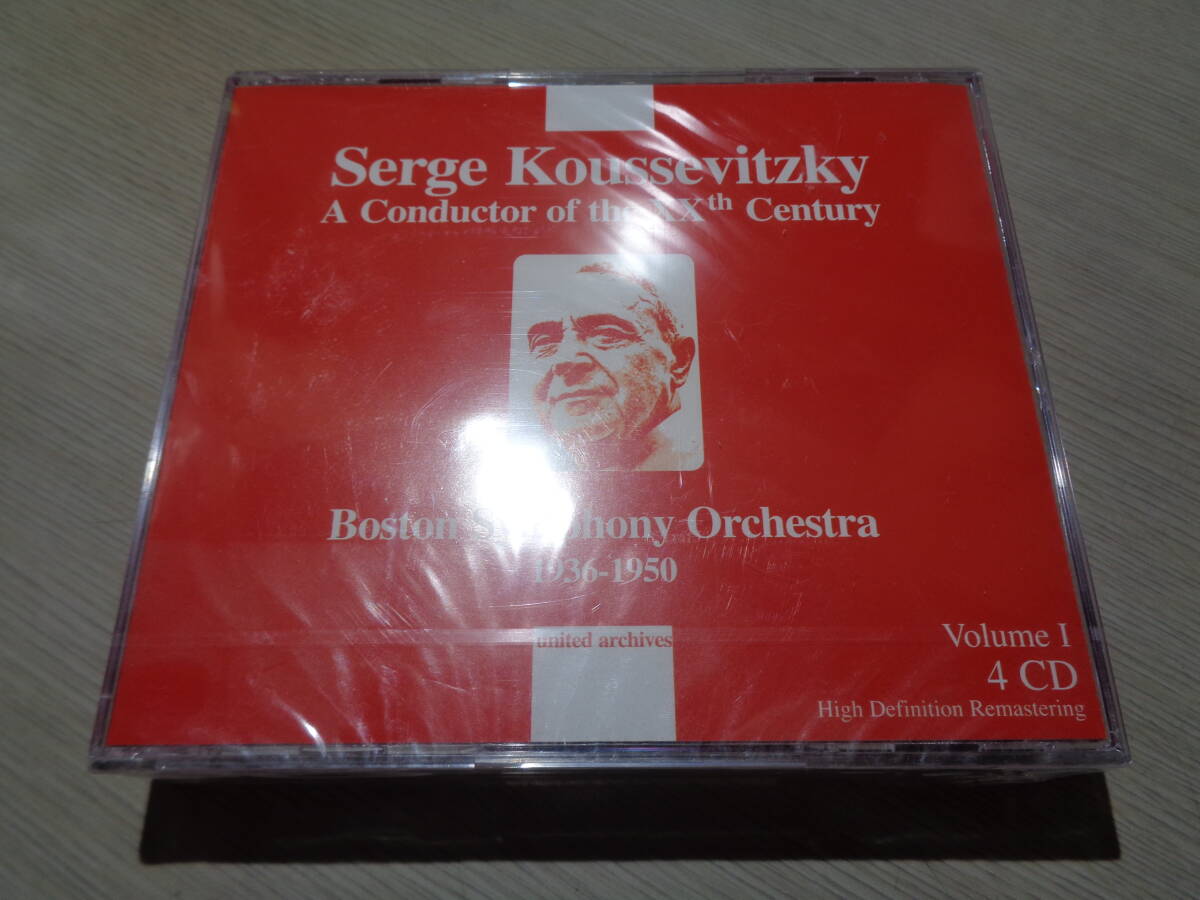 Serge Koussevitzky
A Conductor of the XXth Century
Boston Symphony Orchestra
1936-1950
united archives
Volume I
4 CD
High Definition Remastering